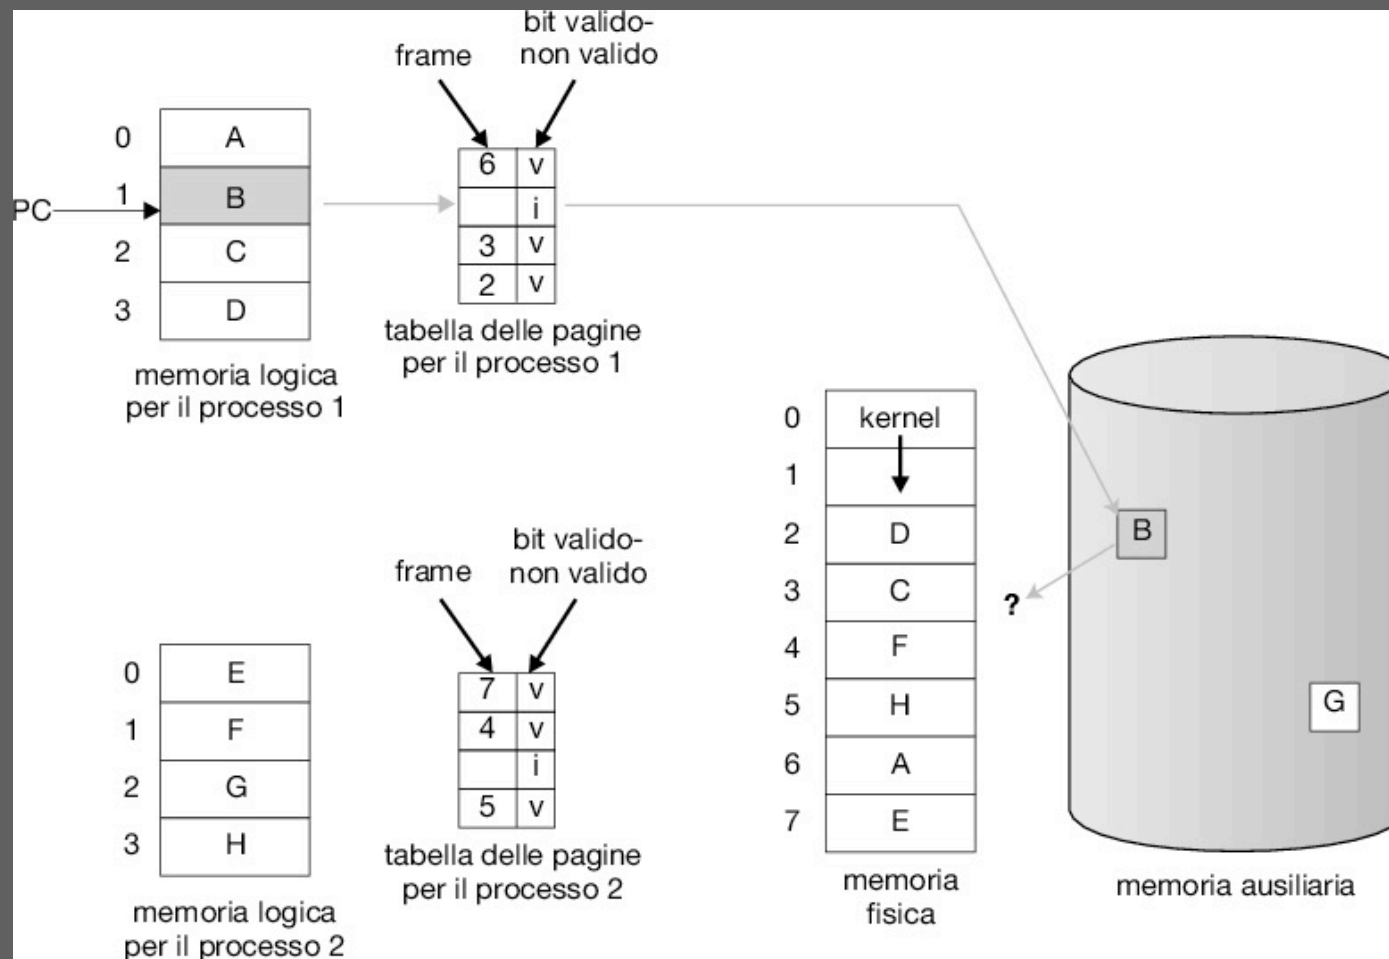 bit valido-
non valido
frame
0 A
1 B
2 C
3 D
PC
6 v
i
3 v
2 v
tabella delle pagine
per il processo 1
memoria logica
per il processo 1
0 kernel
1
2 D
3 C
4 F
5 H
6 A
7 E
memoria
fisica
B
?
G
memoria ausiliaria
bit valido-
non valido
frame
0 E
1 F
2 G
3 H
7 v
4 v
i
5 v
tabella delle pagine
per il processo 2
memoria logica
per il processo 2